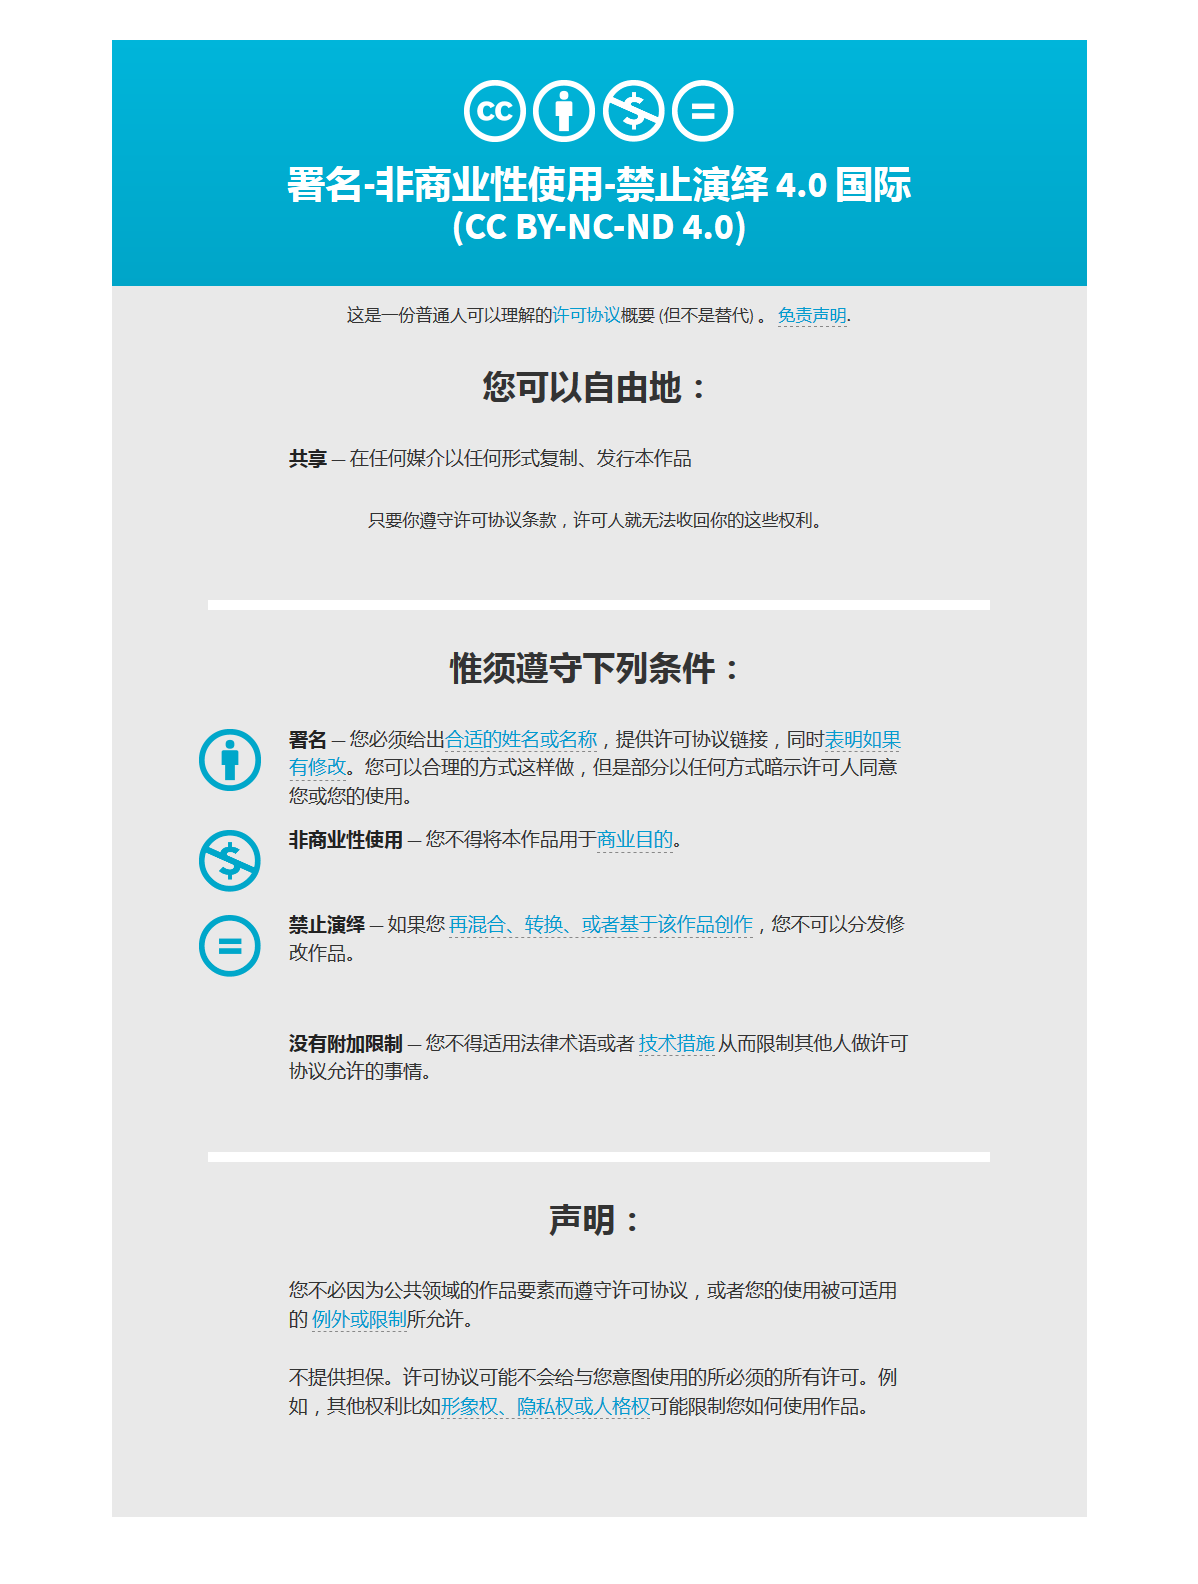 CC $ =
署名-非商业性使用-禁止演绎 4.0 国际
(CC BY-NC-ND 4.0)
这是一份普通人可以理解的许可协议概要 (但不是替代) 。 免责声明.
您可以自由地：
共享 — 在任何媒介以任何形式复制、发行本作品
只要你遵守许可协议条款，许可人就无法收回你的这些权利。
惟须遵守下列条件：
署名 — 您必须给出合适的姓名或名称，提供许可协议链接，同时表明如果
有修改。您可以合理的方式这样做，但是部分以任何方式暗示许可人同意
您或您的使用。
$
非商业性使用 — 您不得将本作品用于商业目的。
=
禁止演绎 — 如果您 再混合、转换、或者基于该作品创作，您不可以分发修
改作品。
没有附加限制 — 您不得适用法律术语或者 技术措施 从而限制其他人做许可
协议允许的事情。
声明：
您不必因为公共领域的作品要素而遵守许可协议，或者您的使用被可适用
的 例外或限制所允许。
不提供担保。许可协议可能不会给与您意图使用的所必须的所有许可。例
如，其他权利比如形象权、隐私权或人格权可能限制您如何使用作品。